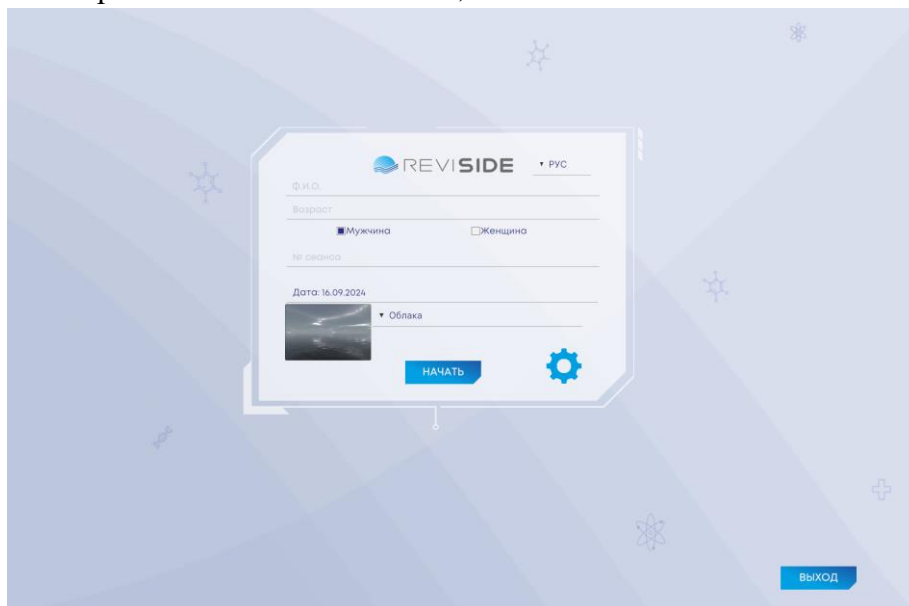 REVISIDE
РУС
Ф.И.О.
Возраст
Мужчина Женщина
№ сеанса
Дата: 16.09.2024
Облака
НАЧАТЬ
ВЫХОД